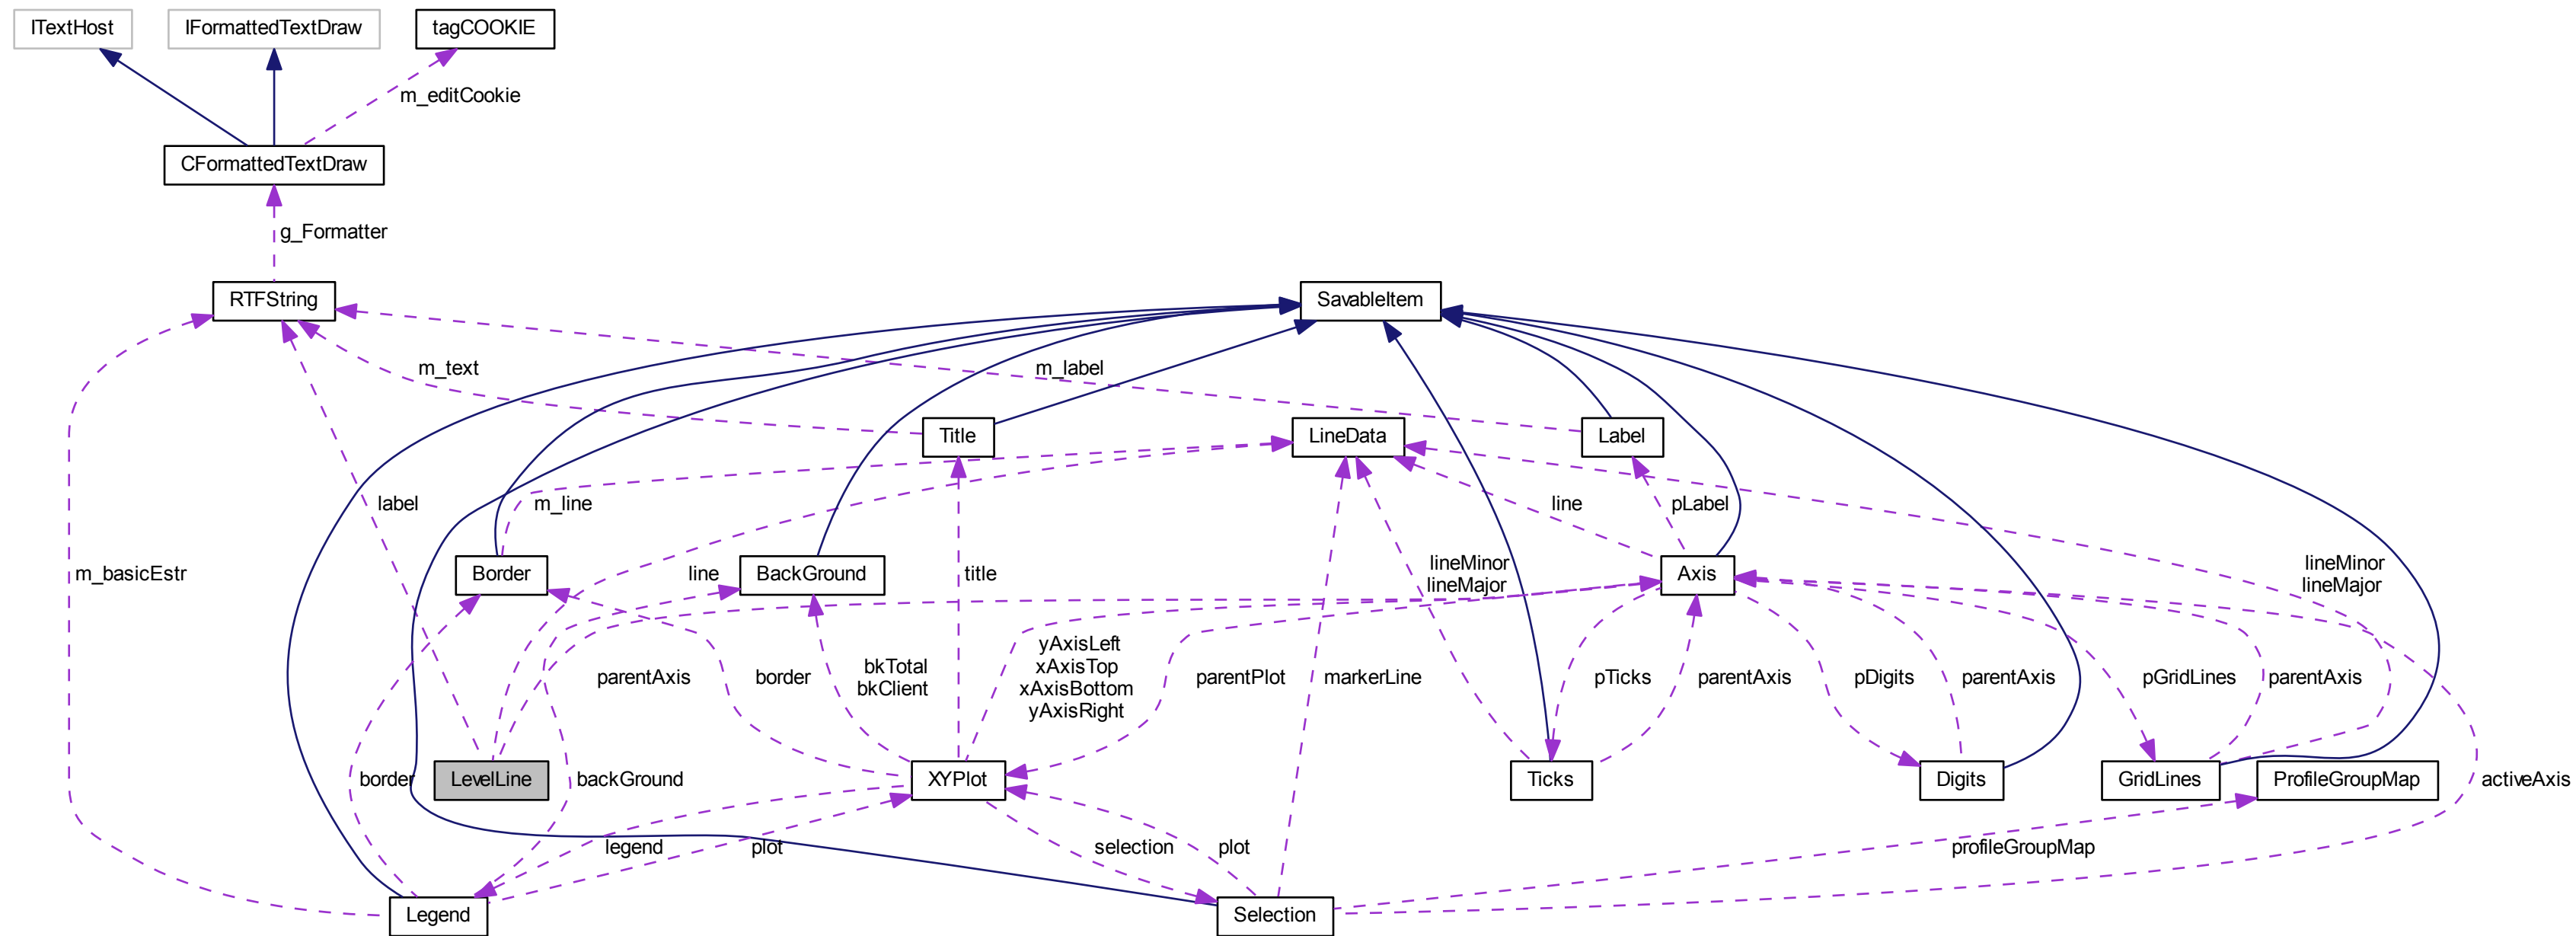 ITextHost
IFormattedTextDraw
tagCOOKIE
m_editCookie
CFormattedTextDraw
g_Formatter
RTFString
SavableItem
m_text
m_label
Title
LineData
Label
label
m_line
line
pLabel
m_basicEstr
Border
line
BackGround
title
lineMinor
lineMajor
Axis
lineMinor
lineMajor
parentAxis
border
bkTotal
bkClient
yAxisLeft
xAxisTop
xAxisBottom
yAxisRight
parentPlot
markerLine
pTicks
parentAxis
pDigits
parentAxis
pGridLines
parentAxis
border
LevelLine
backGround
XYPlot
Ticks
Digits
GridLines
ProfileGroupMap
activeAxis
legend
plot
selection
plot
profileGroupMap
Legend
Selection